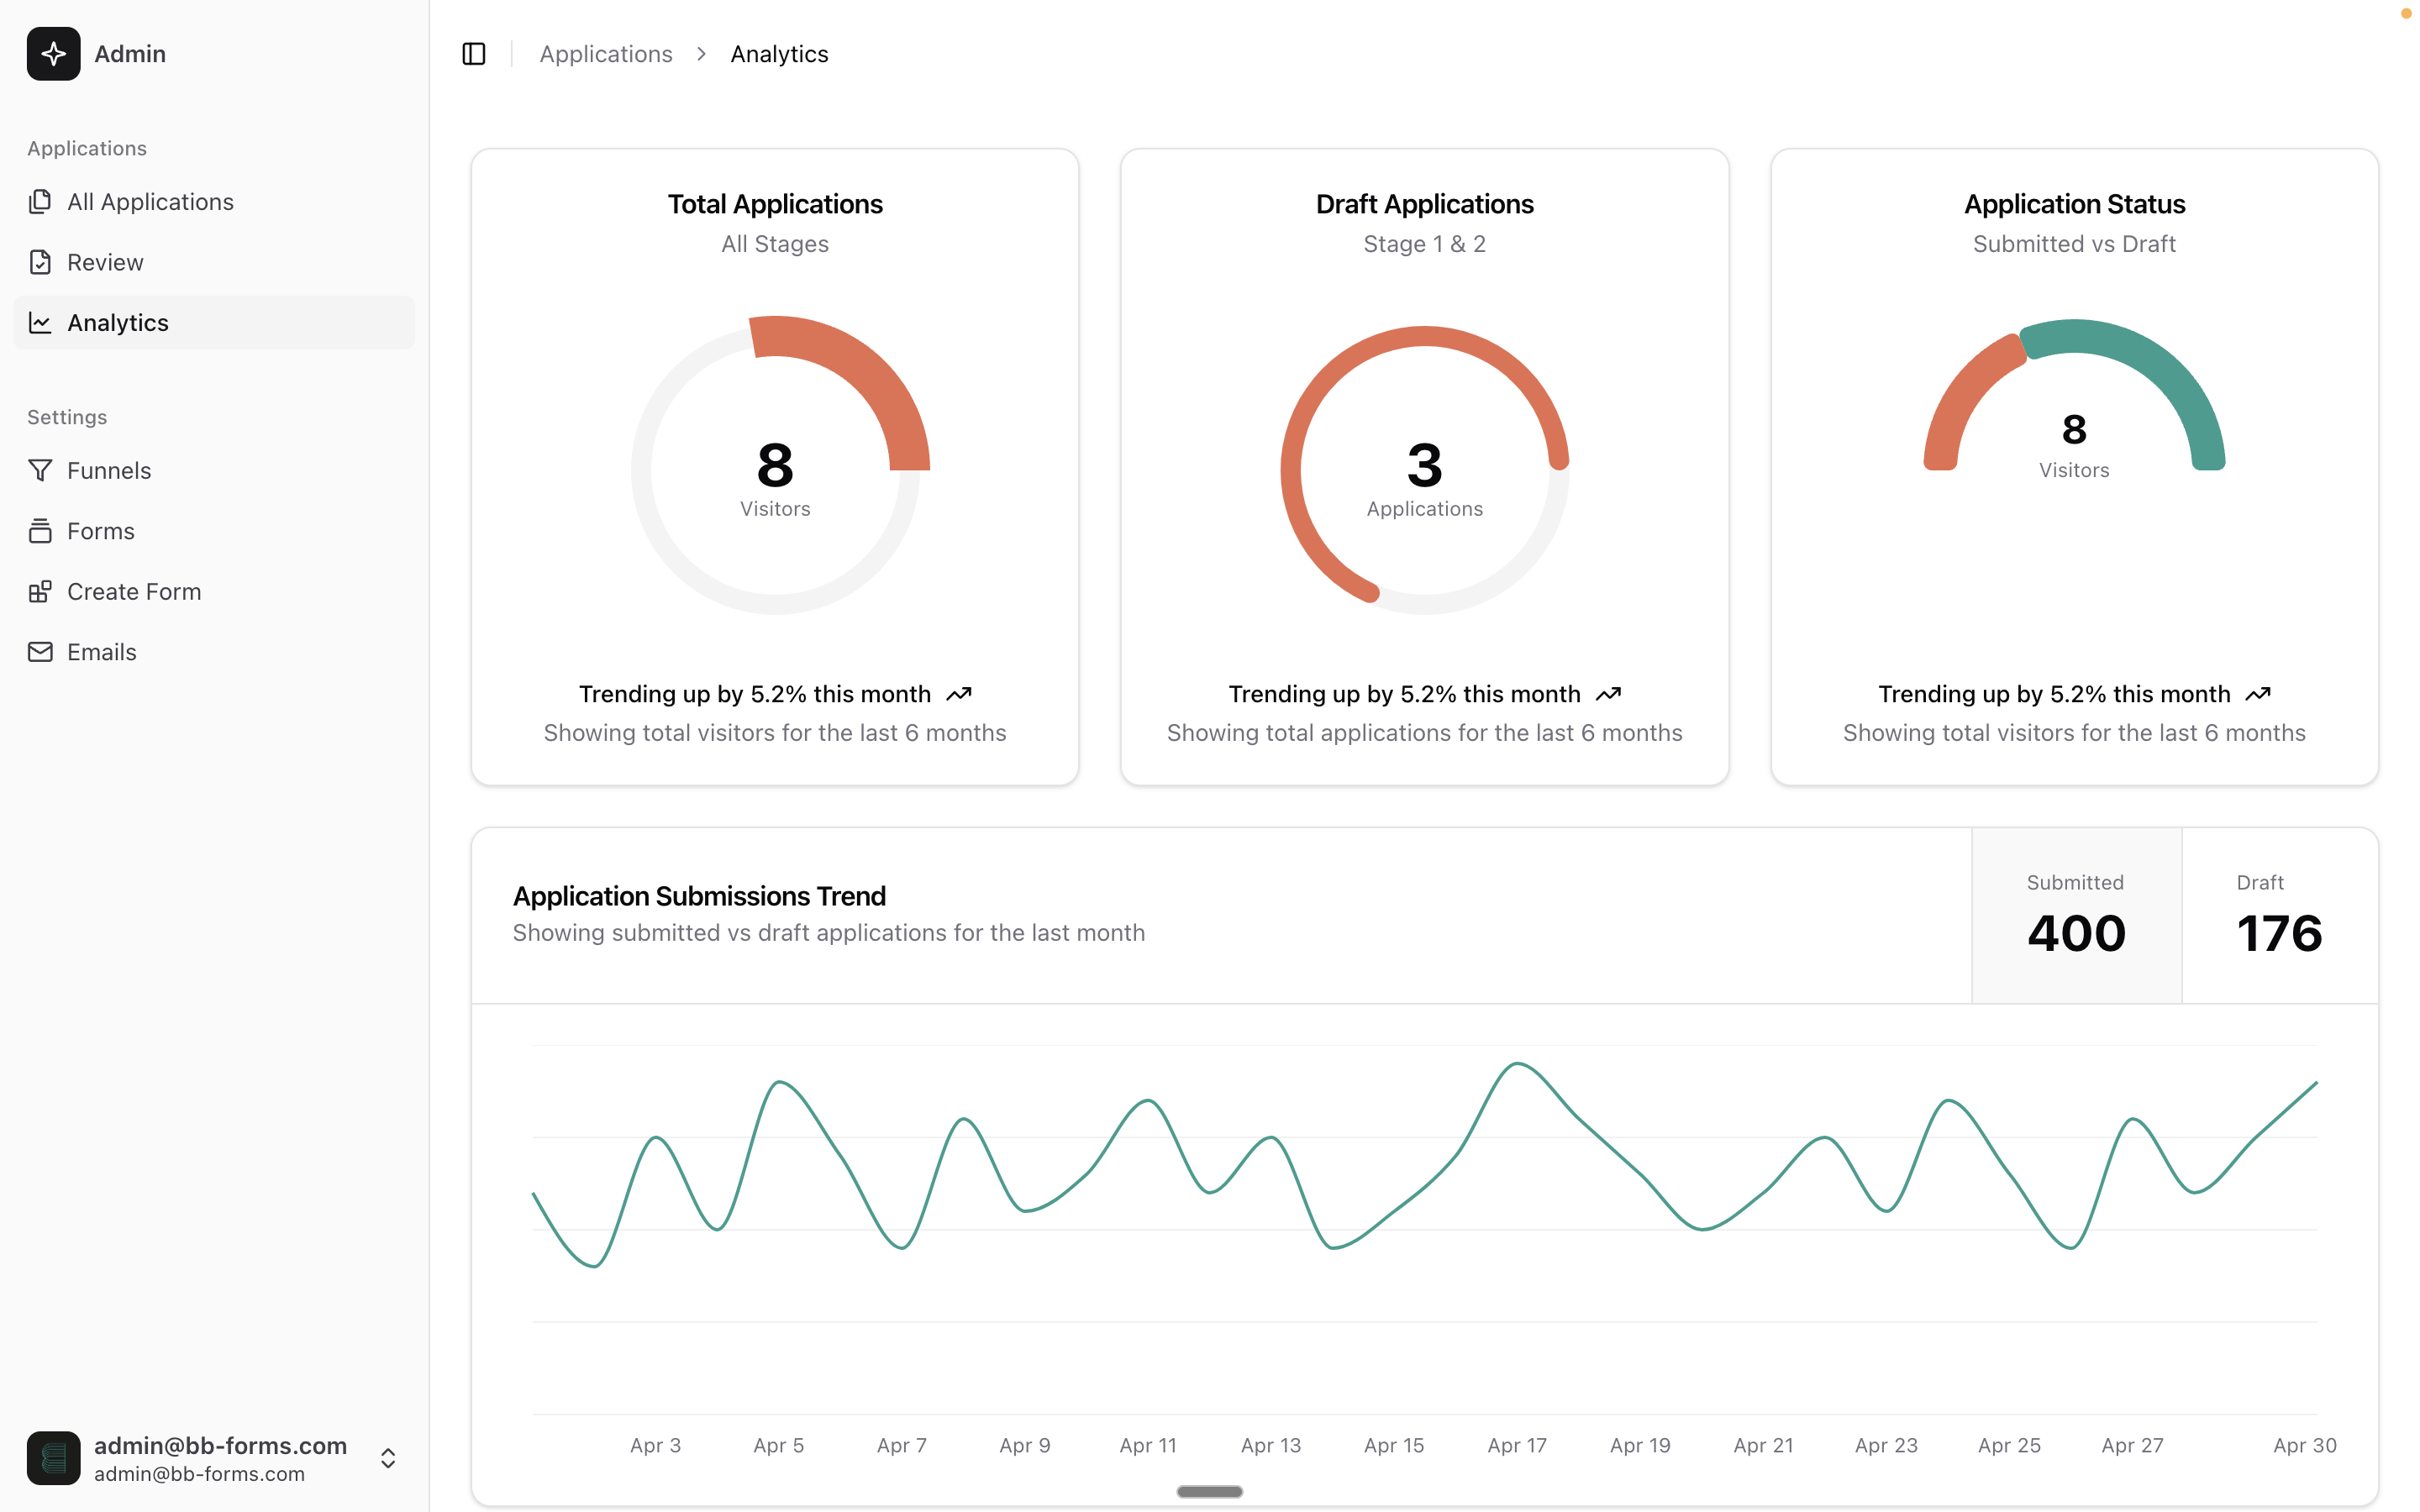 Admin
Applications
All Applications
Review
Analytics
Settings
Funnels
Forms
Create Form
Emails
admin@bb-forms.com
admin@bb-forms.com
Applications
Analytics
Total Applications
All Stages
8
Visitors
Trending up by 5.2% this month
Showing total visitors for the last 6 months
Draft Applications
Stage 1 & 2
3
Applications
Trending up by 5.2% this month
Showing total applications for the last 6 months
Application Status
Submitted vs Draft
8
Visitors
Trending up by 5.2% this month
Showing total visitors for the last 6 months
Application Submissions Trend
Showing submitted vs draft applications for the last month
Submitted
400
Draft
176
Apr 3 Apr 5 Apr 7 Apr 9 Apr 11 Apr 13 Apr 15 Apr 17 Apr 19 Apr 21 Apr 23 Apr 25 Apr 27 Apr 30